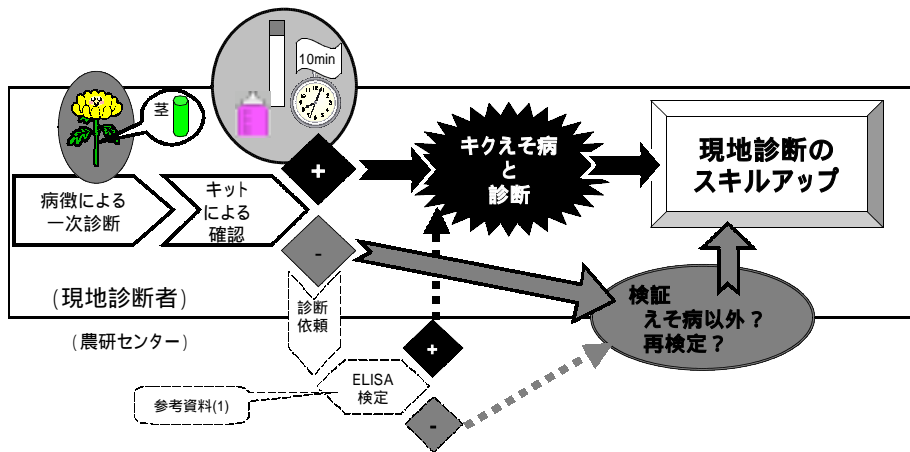 10min
茎
病徴による
一次診断
キット
による
確認
+
-
キクえそ病
と
診断
現地診断の
スキルアップ
(現地診断者)
(農研センター)
診断
依頼
検証
えそ病以外？
再検定？
+
ELISA
検定
-
参考資料(1)